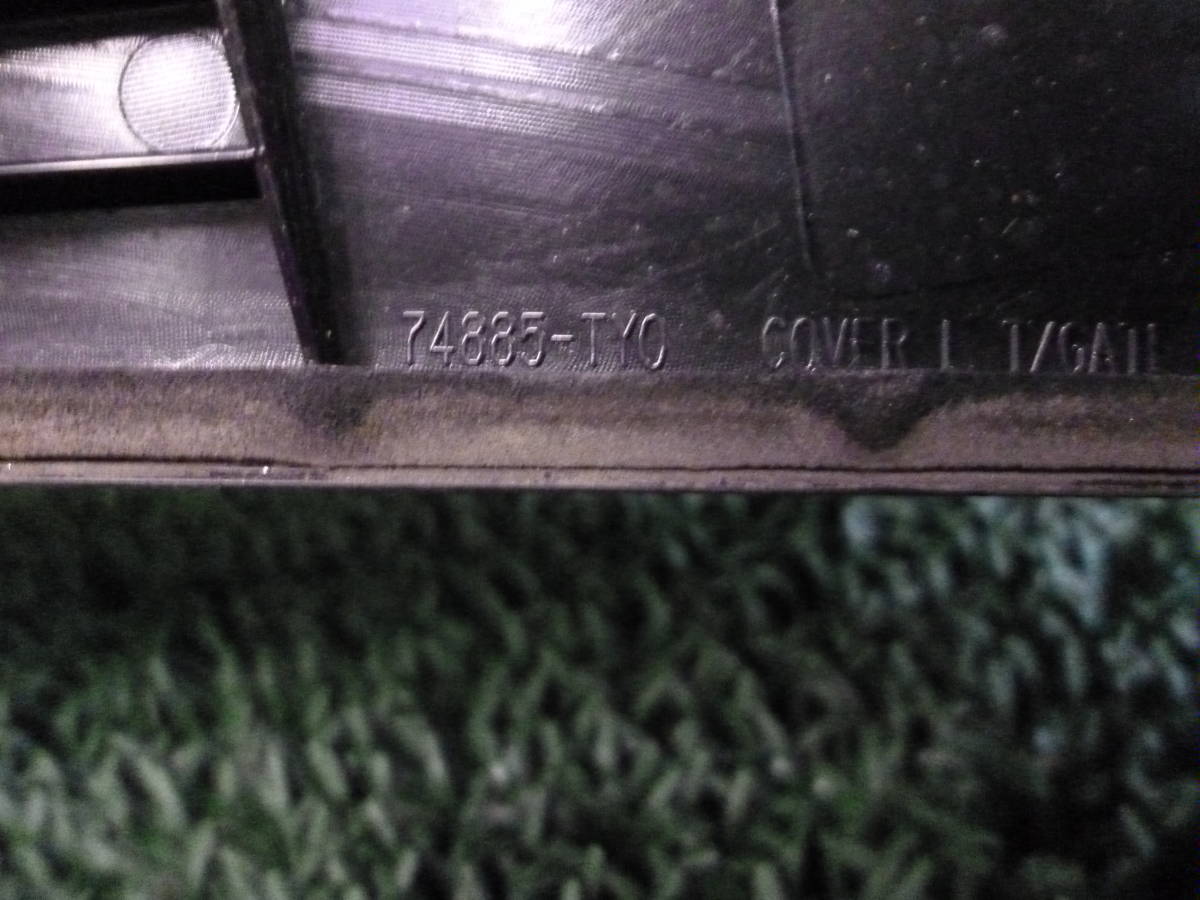 74885-TY0 COVER L T/GATE